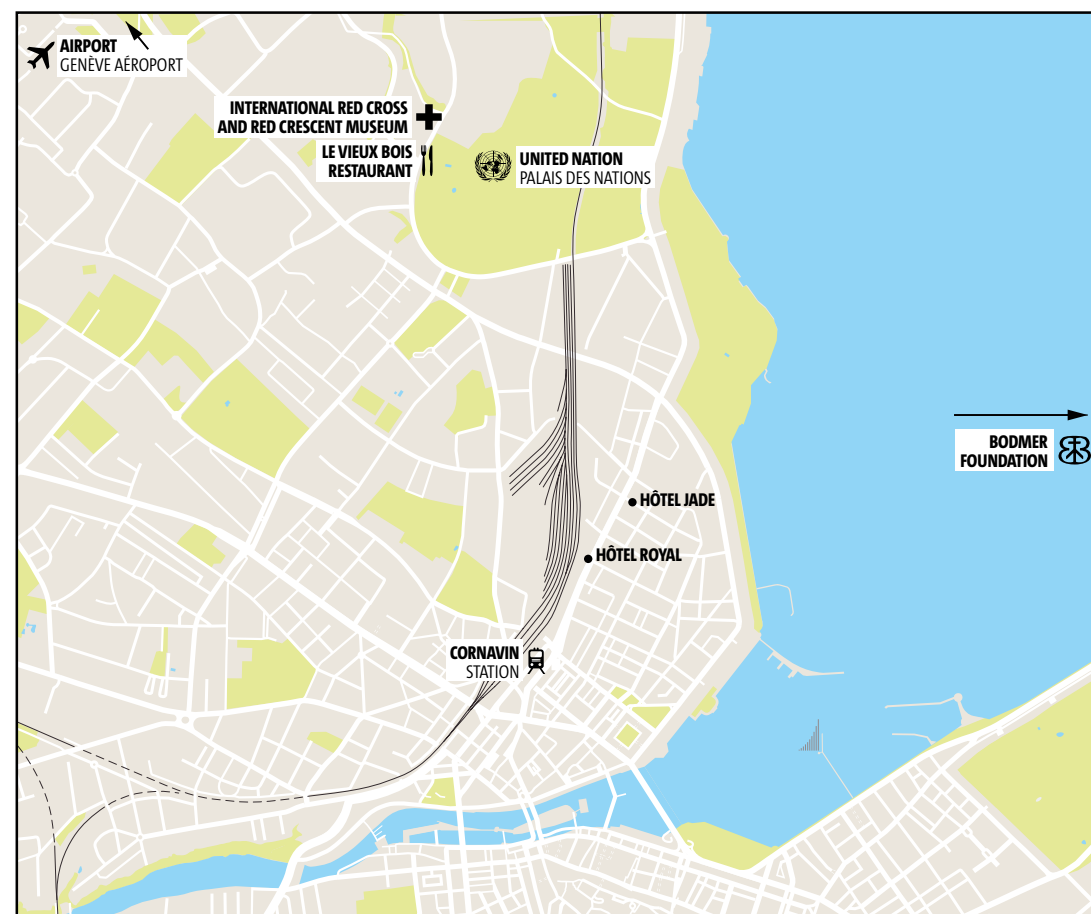 AIRPORT
GENÈVE AÉROPORT
INTERNATIONAL RED CROSS
AND RED CRESCENT MUSEUM
LE VIEUX BOIS
RESTAURANT
UNITED NATION
PALAIS DES NATIONS
BODMER
FOUNDATION
HÔTEL JADE
HÔTEL ROYAL
CORNAVIN
STATION